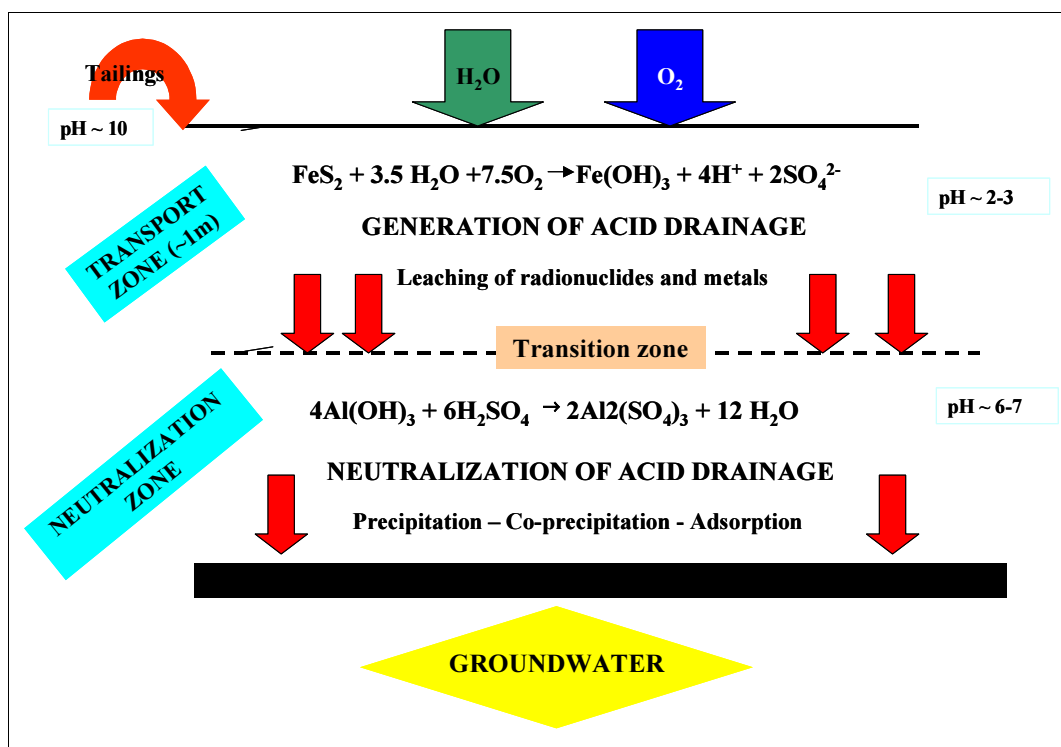 Tailings
H₂O
O₂
pH ~ 10
FeS₂ + 3.5 H₂O +7.5O₂ →Fe(OH)₃ + 4H⁺ + 2SO₄²⁻
pH ~ 2-3
TRANSPORT
ZONE (~1m)
GENERATION OF ACID DRAINAGE
Leaching of radionuclides and metals
Transition zone
4Al(OH)₃ + 6H₂SO₄ → 2Al2(SO₄)₃ + 12 H₂O
pH ~ 6-7
NEUTRALIZATION
ZONE
NEUTRALIZATION OF ACID DRAINAGE
Precipitation – Co-precipitation - Adsorption
GROUNDWATER